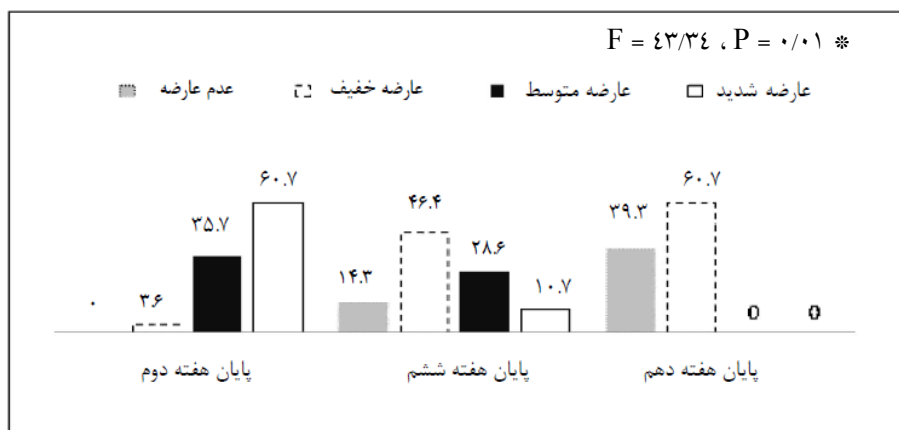 * F = ٤٣/٣٤ ، P = ٠/٠١
عارضه شدید عارضه متوسط عارضه خفیف عدم عارضه
۰ ۳.۶ ۳۵.۷ ۶۰.۷
۱۴.۳ ۴۶.۴ ۲۸.۶ ۱۰.۷
۳۹.۳ ۶۰.۷ 0 0
پایان هفته دوم پایان هفته ششم پایان هفته دهم